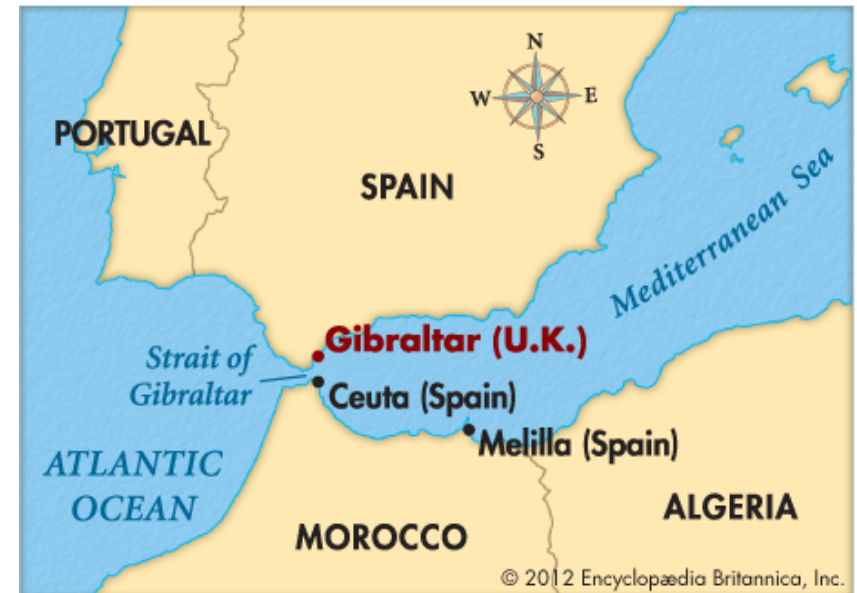 N
W E
S
PORTUGAL
SPAIN
Mediterranean Sea
Gibraltar (U.K.)
Strait of
Gibraltar
Ceuta (Spain)
Melilla (Spain)
ATLANTIC
OCEAN
ALGERIA
MOROCCO
© 2012 Encyclopædia Britannica, Inc.